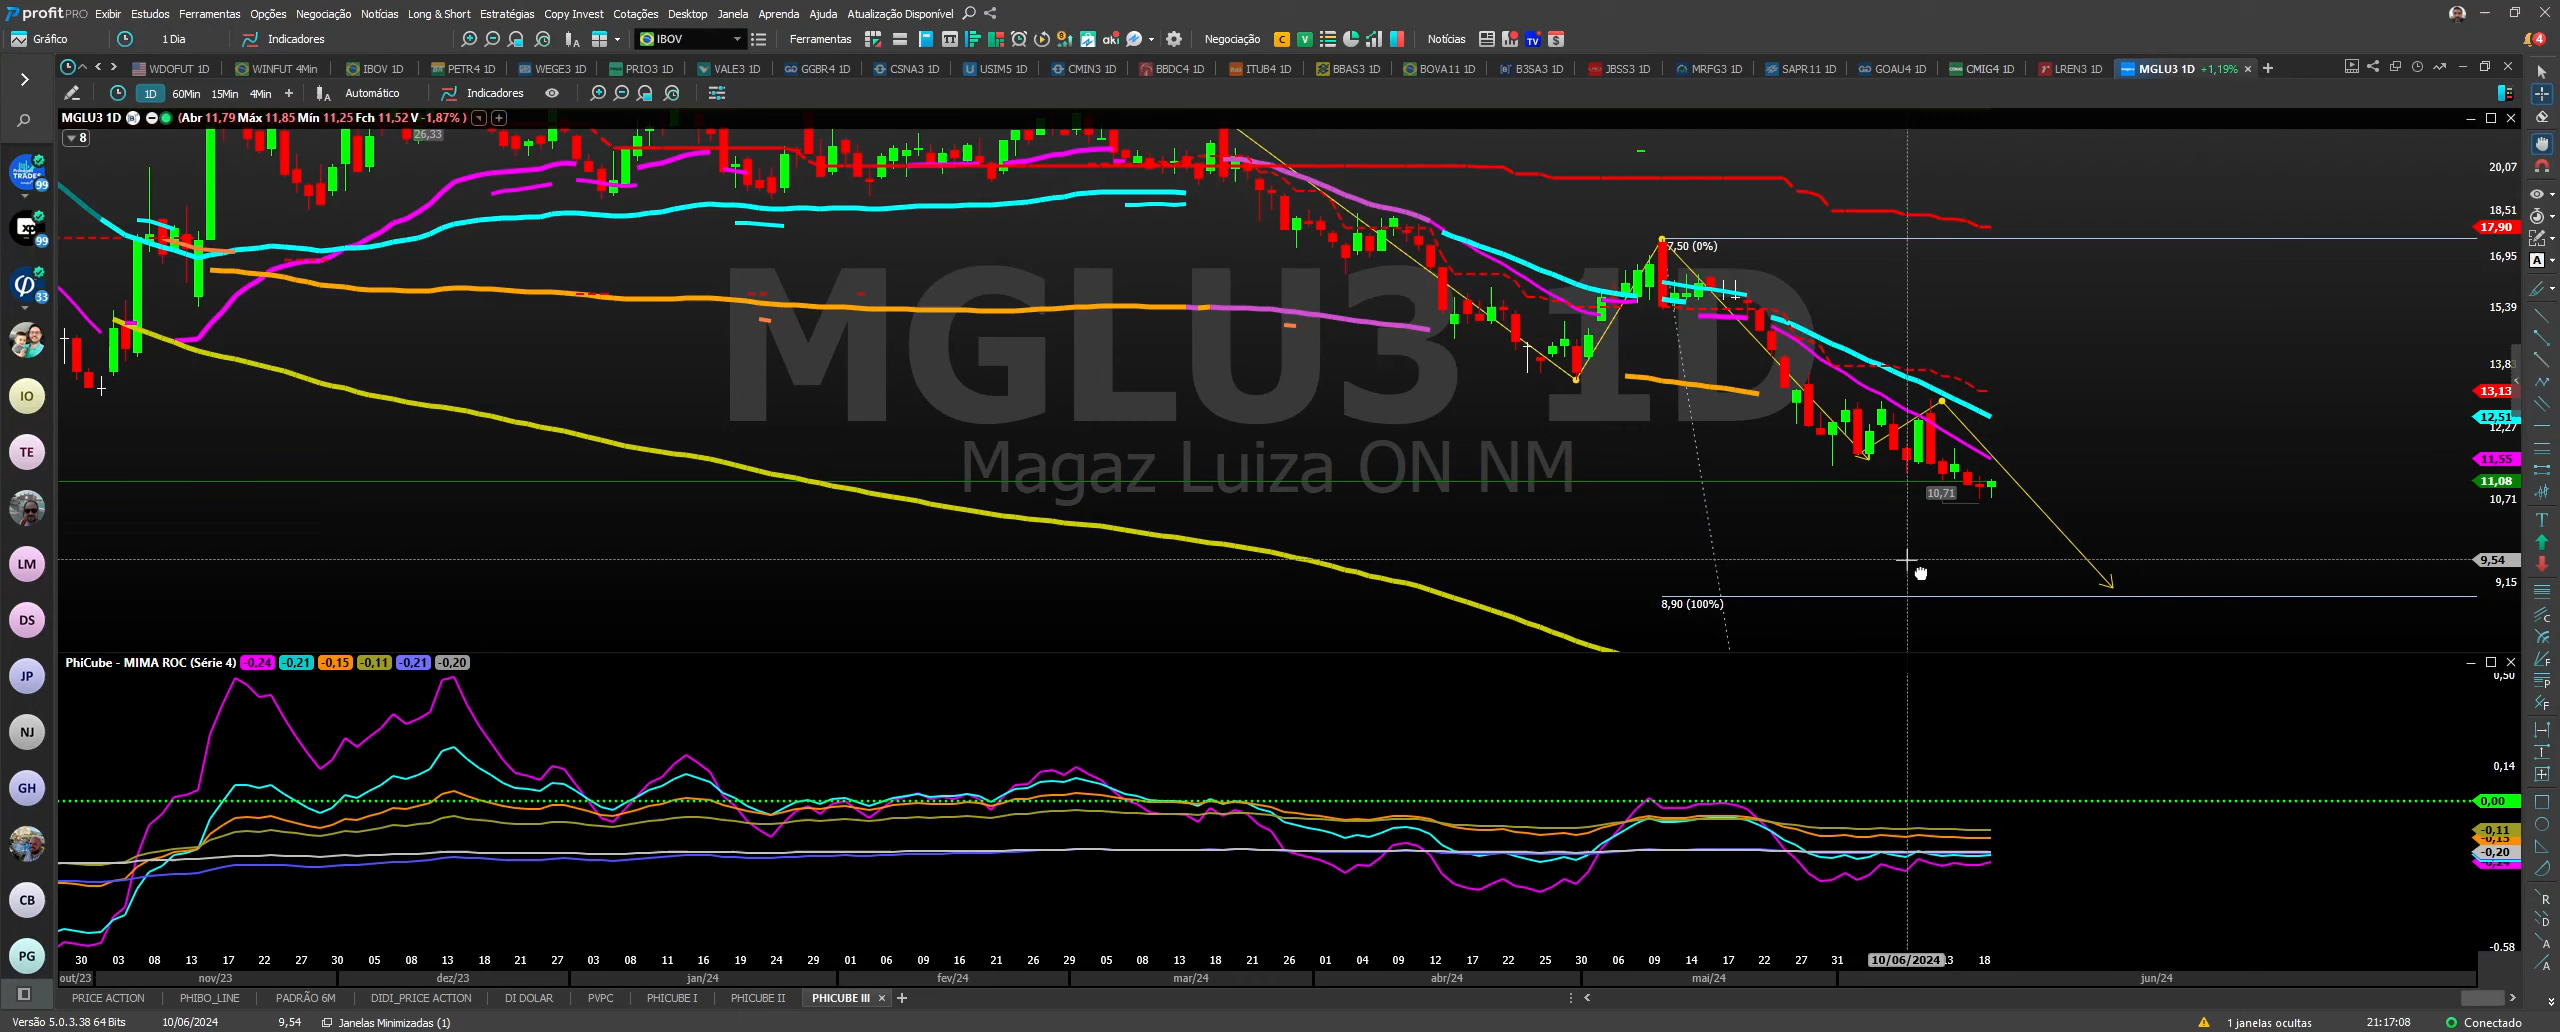 profitPRO Exibir Estudos Ferramentas Opções Negociação Notícias Long & Short Estratégias Copy Invest Cotações Desktop Janela Aprenda Ajuda Atualização Disponível
Gráfico 1 Dia Indicadores IBOV Ferramentas Negociação Notícias 4
WDOFUT 1D WINFUT 4Min IBOV 1D PETR4 1D WEGE3 1D PRIO3 1D VALE3 1D GGBR4 1D CSNA3 1D USIM5 1D CMIN3 1D BBDC4 1D ITUB4 1D BBAS3 1D BOVA11 1D B3SA3 1D JBSS3 1D MRFG3 1D SAPR11 1D GOAU4 1D CMIG4 1D LREN3 1D MGLU3 1D +1,19%
1D 60Min 15Min 4Min Automático Indicadores
MGLU3 1D (Abr 11,79 Máx 11,85 Mín 11,25 Fch 11,52 V -1,87% )
8
26,33
MGLU3 1D
Magaz Luiza ON NM
7,50 (0%)
10,71
8,90 (100%)
20,07
18,51
17,90
16,95
15,39
13,83
13,13
12,51
12,27
11,55
11,08
10,71
9,54
9,15
PhiCube - MIMA ROC (Série 4) -0,24 -0,21 -0,15 -0,11 -0,21 -0,20
0,50
0,14
0,00
-0,11
-0,15
-0,20
-0,58
99
xp
99
33
IO
TE
LM
DS
JP
NJ
GH
CB
PG
30 03 08 13 17 22 27 30 05 08 13 18 21 27 03 08 11 16 19 24 29 01 06 09 16 21 26 29 05 08 13 18 21 26 01 04 09 12 17 22 25 30 06 09 14 17 22 27 31 10/06/2024 13 18
out/23 nov/23 dez/23 jan/24 fev/24 mar/24 abr/24 mai/24 jun/24
PRICE ACTION PHIBO_LINE PADRÃO 6M DIDI_PRICE ACTION DI DOLAR PVPC PHICUBE I PHICUBE II PHICUBE III
Versão 5.0.3.38 64 Bits 10/06/2024 9,54 Janelas Minimizadas (1) 1 janelas ocultas 21:17:08 Conectado